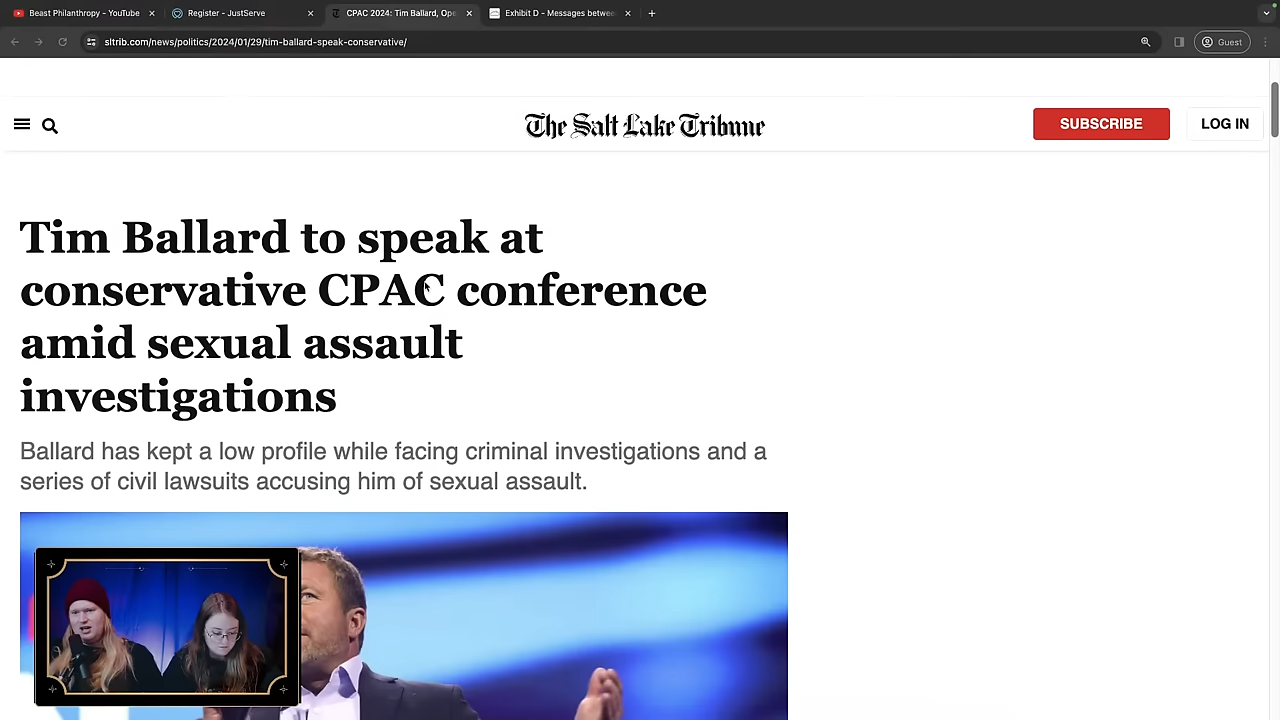 Beast Philanthropy - YouTube
Register - JustServe
CPAC 2024: Tim Ballard, Ope
Exhibit D - Messages betwee
sltrib.com/news/politics/2024/01/29/tim-ballard-speak-conservative/
Guest
The Salt Lake Tribune
SUBSCRIBE
LOG IN
Tim Ballard to speak at
conservative CPAC conference
amid sexual assault
investigations
Ballard has kept a low profile while facing criminal investigations and a
series of civil lawsuits accusing him of sexual assault.